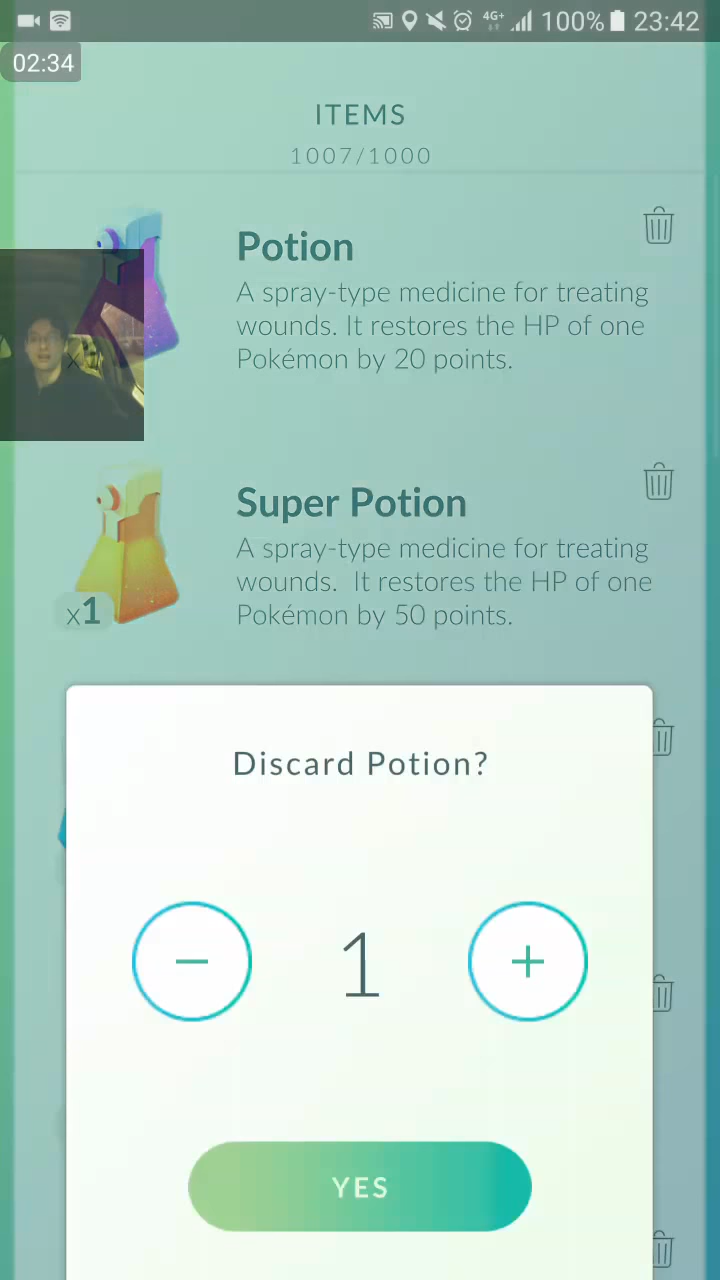 4G+ 100% 23:42
02:34
ITEMS
1007/1000
Potion
A spray-type medicine for treating
wounds. It restores the HP of one
Pokémon by 20 points.
Super Potion
A spray-type medicine for treating
wounds. It restores the HP of one
Pokémon by 50 points.
x1
Discard Potion?
− 1 +
YES